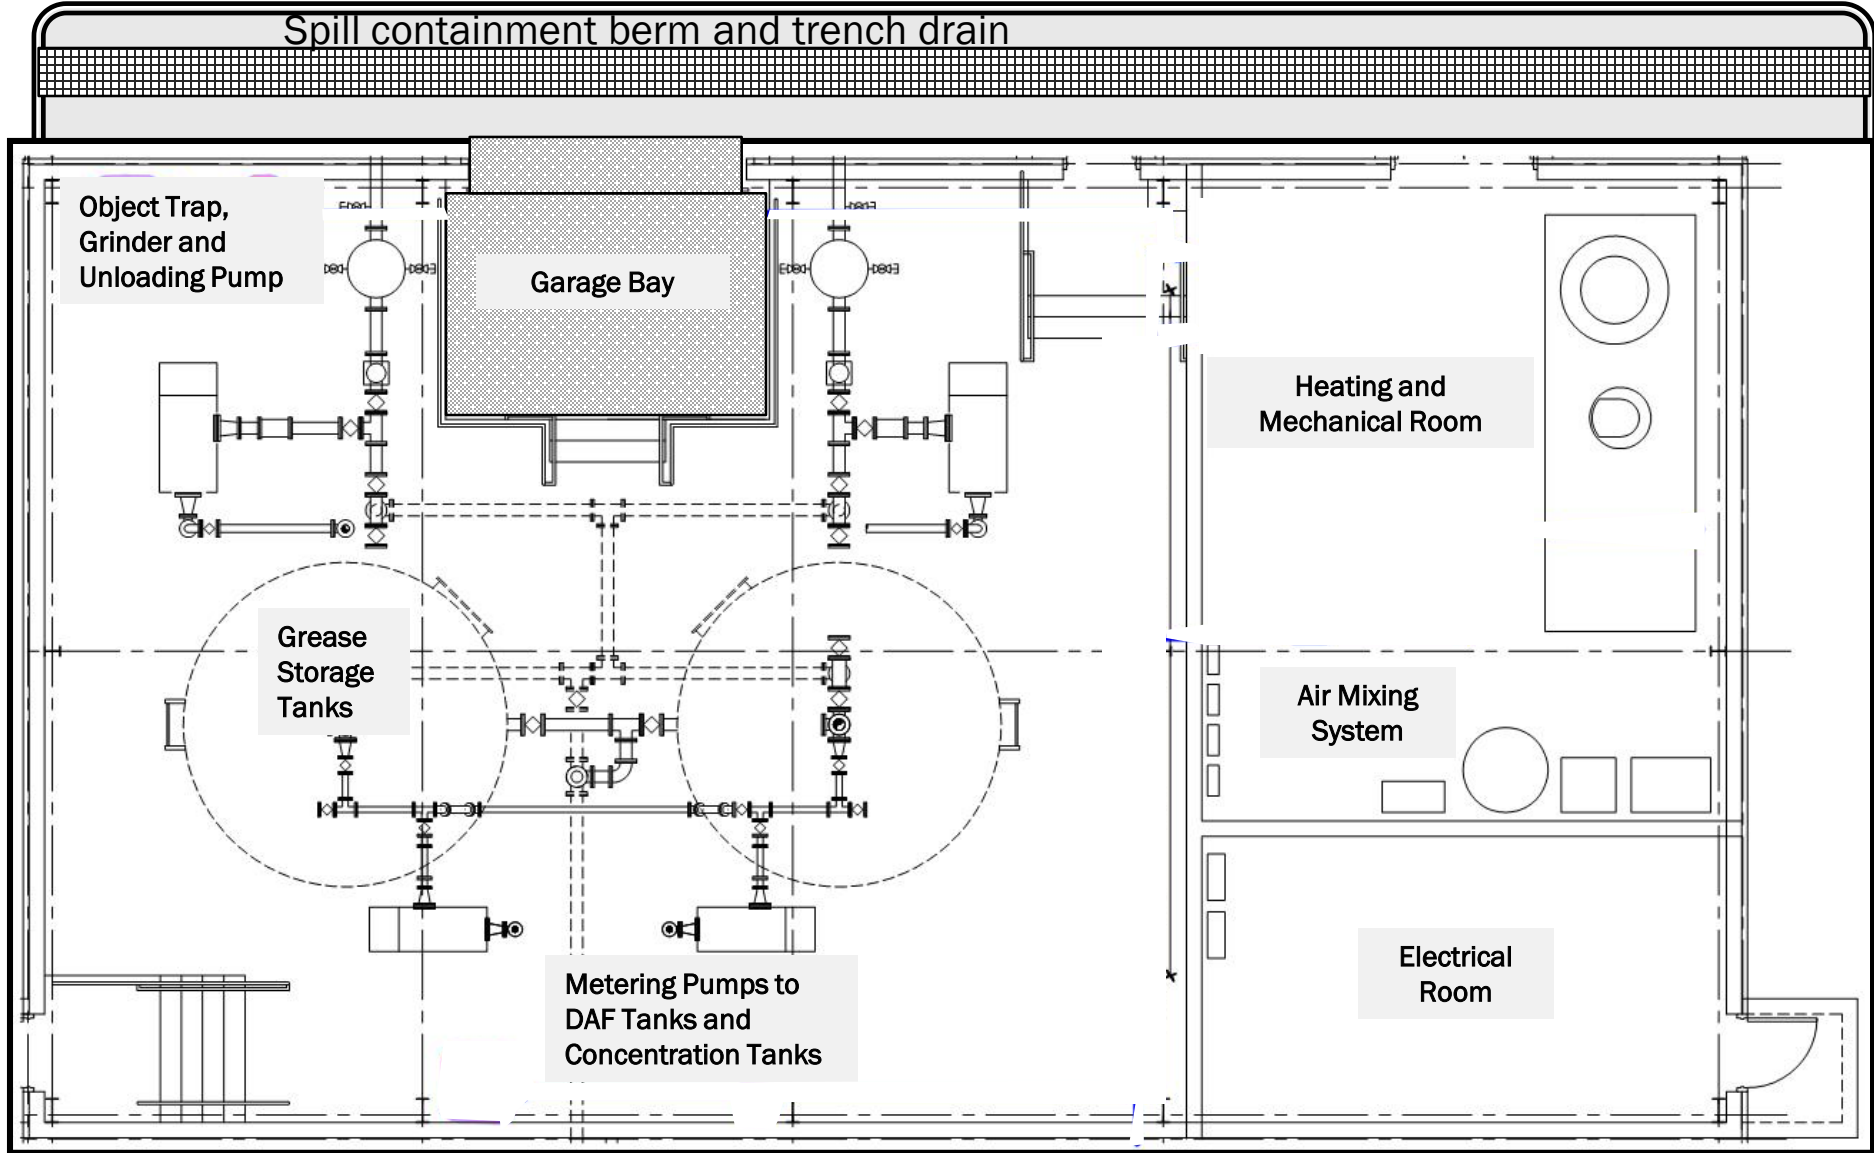 Spill containment berm and trench drain
Object Trap,
Grinder and
Unloading Pump
Garage Bay
Heating and
Mechanical Room
Grease
Storage
Tanks
Air Mixing
System
Metering Pumps to
DAF Tanks and
Concentration Tanks
Electrical
Room